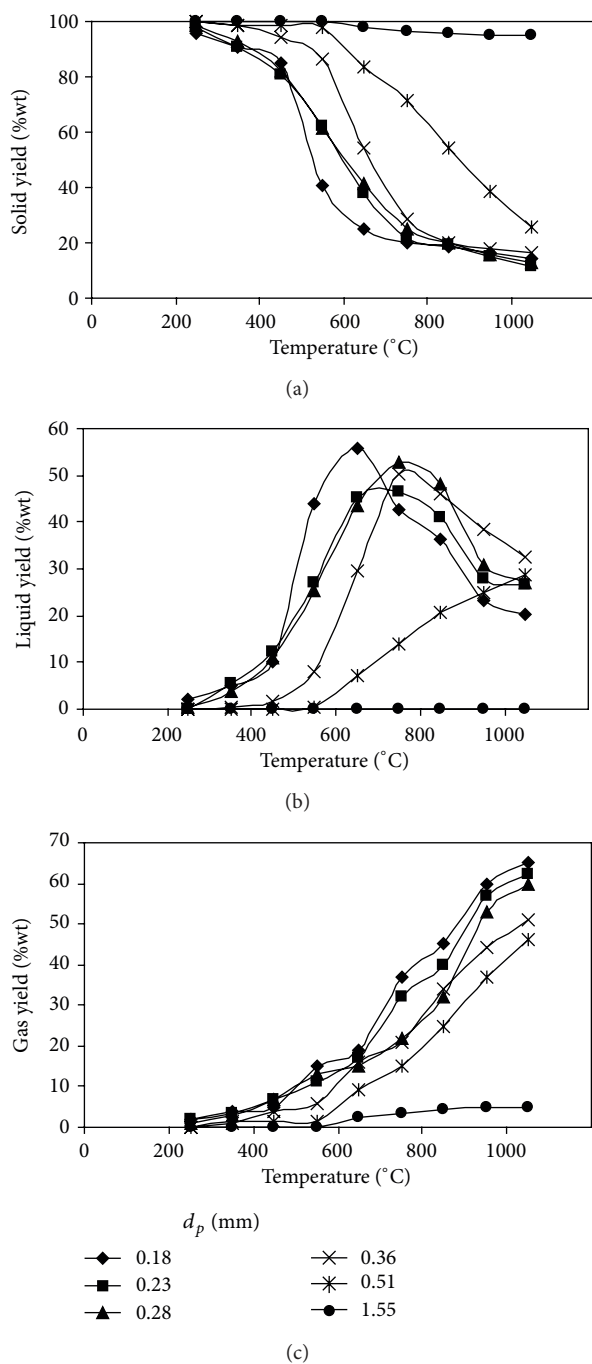 100
80
60
40
20
0
Solid yield (%wt)
0 200 400 600 800 1000
Temperature (°C)
(a)
60
50
40
30
20
10
0
Liquid yield (%wt)
0 200 400 600 800 1000
Temperature (°C)
(b)
70
60
50
40
30
20
10
0
Gas yield (%wt)
0 200 400 600 800 1000
Temperature (°C)
d_p (mm)
0.18 0.36
0.23 0.51
0.28 1.55
(c)